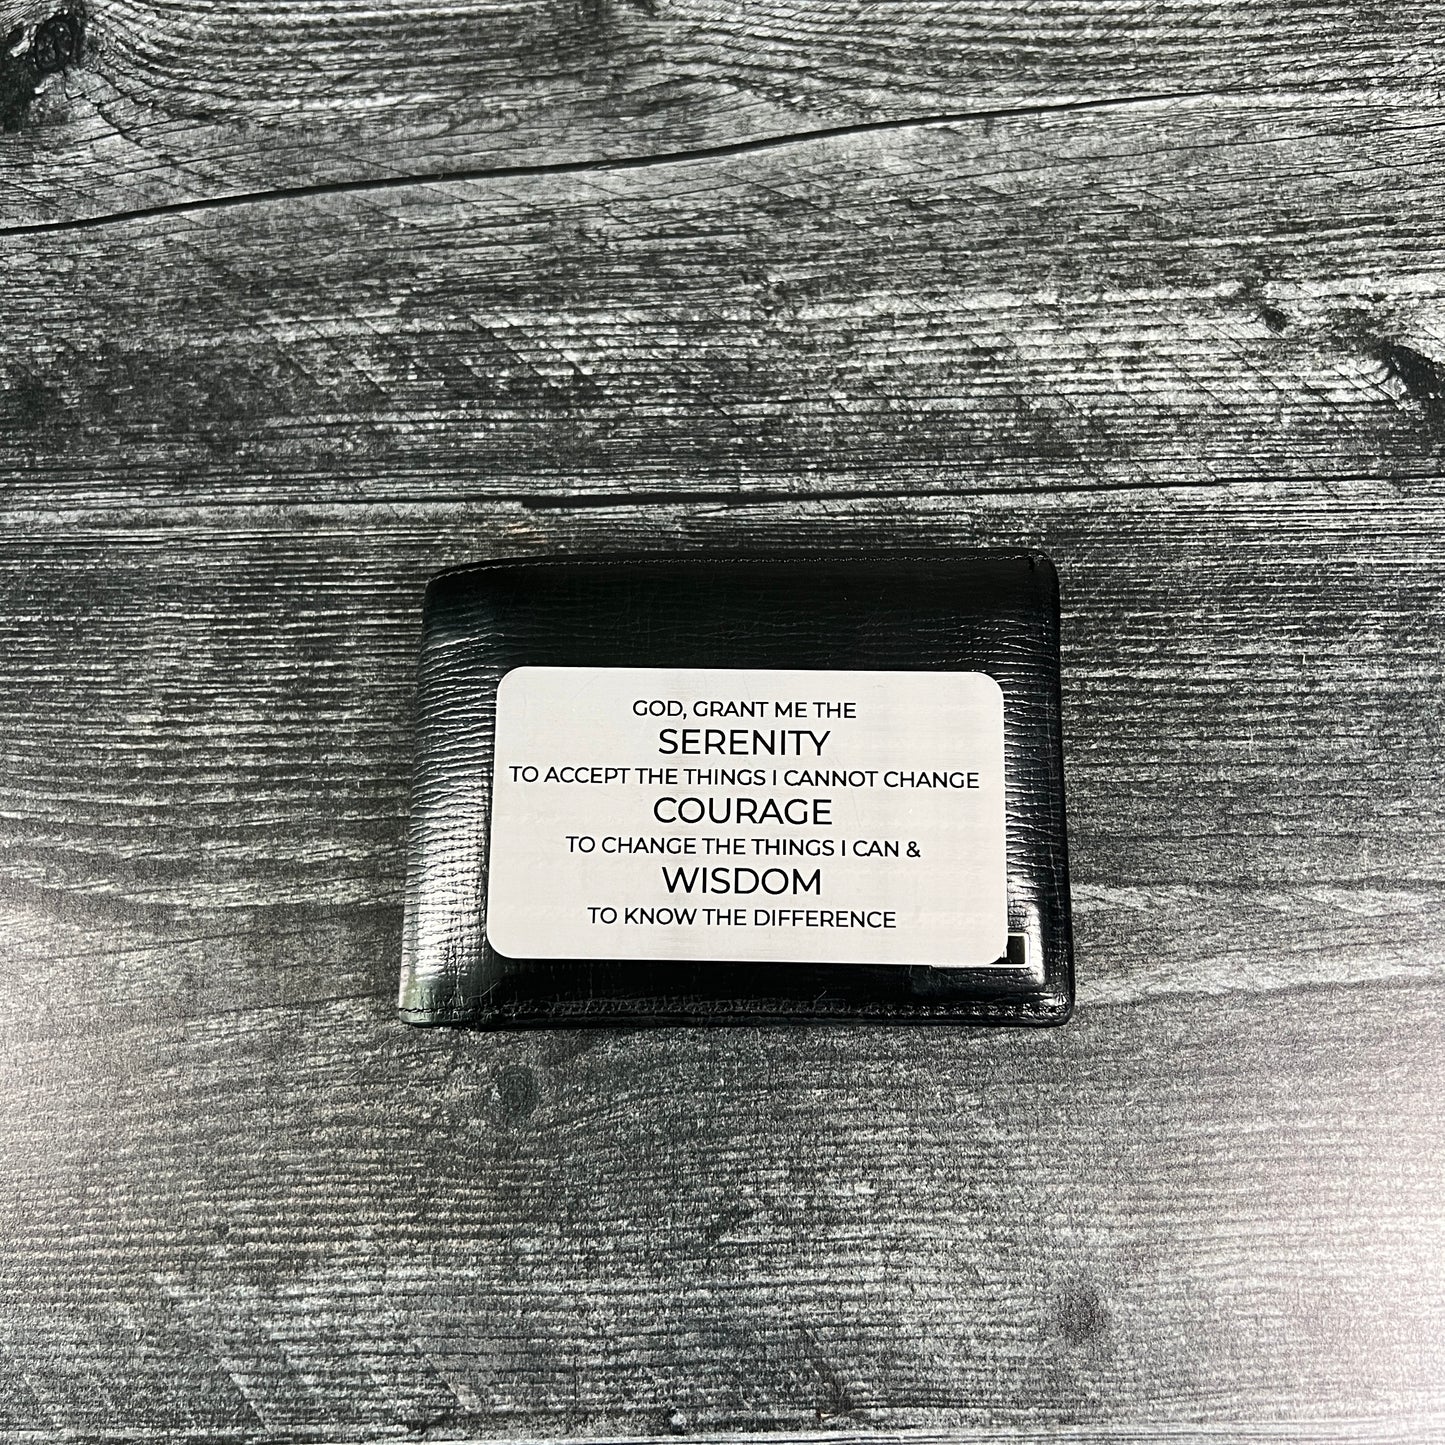 GOD, GRANT ME THE
SERENITY
TO ACCEPT THE THINGS I CANNOT CHANGE
COURAGE
TO CHANGE THE THINGS I CAN &
WISDOM
TO KNOW THE DIFFERENCE